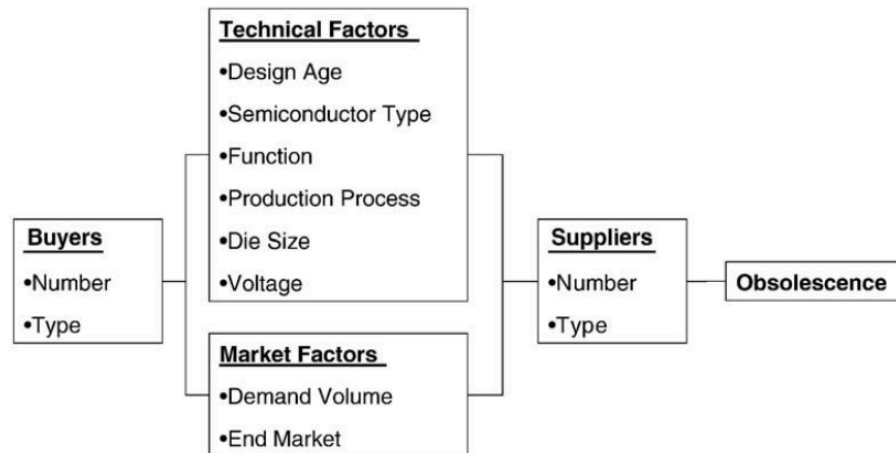 Technical Factors
•Design Age
•Semiconductor Type
•Function
•Production Process
•Die Size
•Voltage
Buyers
•Number
•Type
Market Factors
•Demand Volume
•End Market
Suppliers
•Number
•Type
Obsolescence